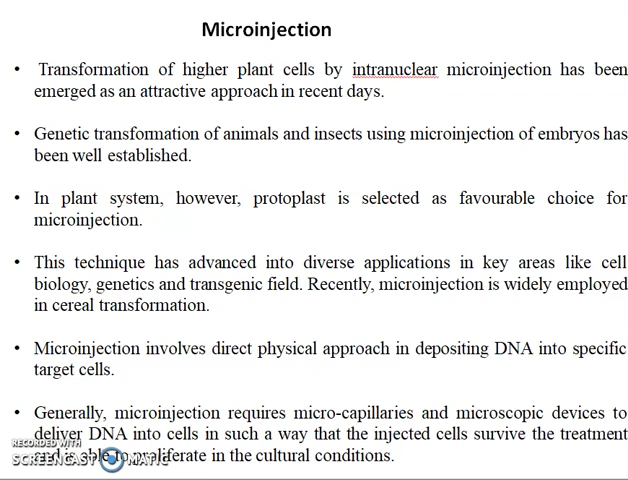 Microinjection
• Transformation of higher plant cells by intranuclear microinjection has been
emerged as an attractive approach in recent days.
• Genetic transformation of animals and insects using microinjection of embryos has
been well established.
• In plant system, however, protoplast is selected as favourable choice for
microinjection.
• This technique has advanced into diverse applications in key areas like cell
biology, genetics and transgenic field. Recently, microinjection is widely employed
in cereal transformation.
• Microinjection involves direct physical approach in depositing DNA into specific
target cells.
• Generally, microinjection requires micro-capillaries and microscopic devices to
deliver DNA into cells in such a way that the injected cells survive the treatment
and is able to proliferate in the cultural conditions.
RECORDED WITH
SCREENCAST MATIC